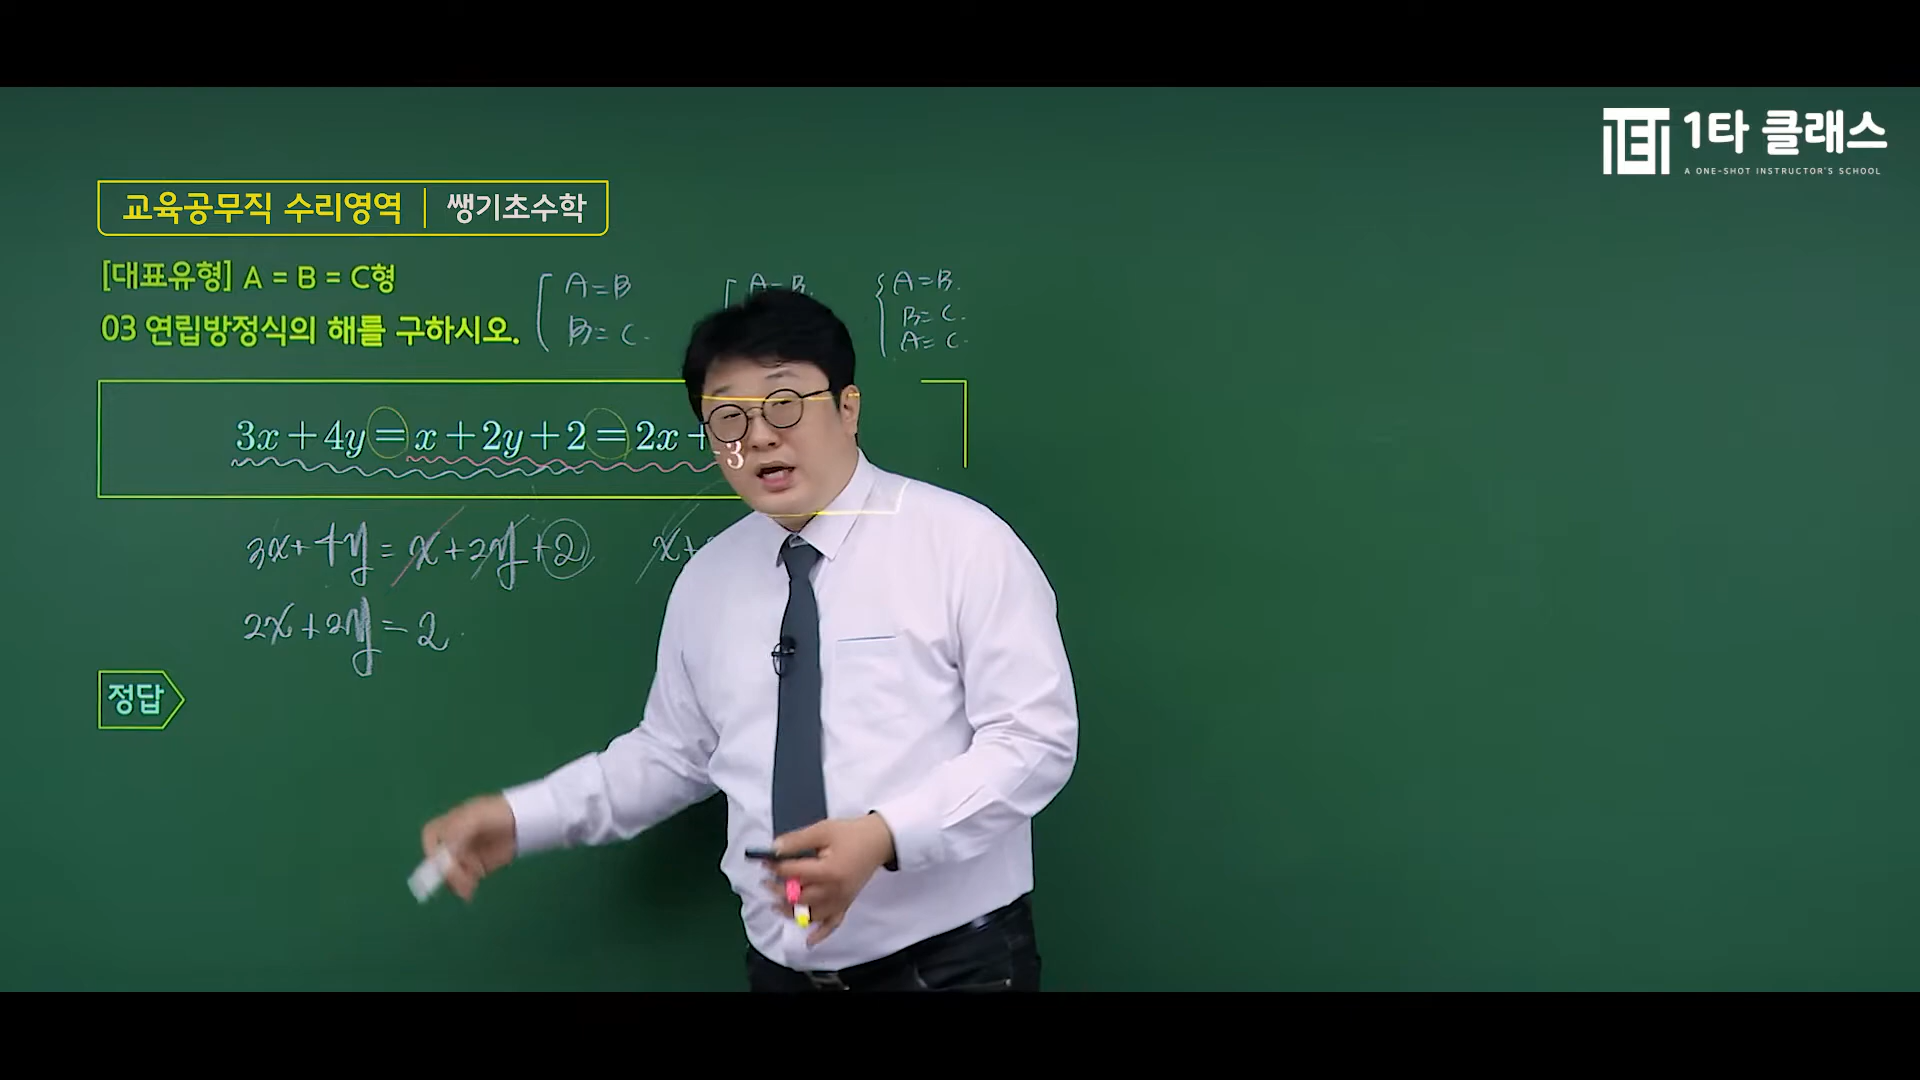 1타 클래스
A ONE-SHOT INSTRUCTOR'S SCHOOL
교육공무직 수리영역 | 쌩기초수학
[대표유형] A = B = C형
03 연립방정식의 해를 구하시오.
A=B
B=C.
A=B.
A=B.
B=C.
A=C.
3x+4y=x+2y+2=2x+
3
3x+4y=x+2y+2
x+
2x+2y=2.
정답